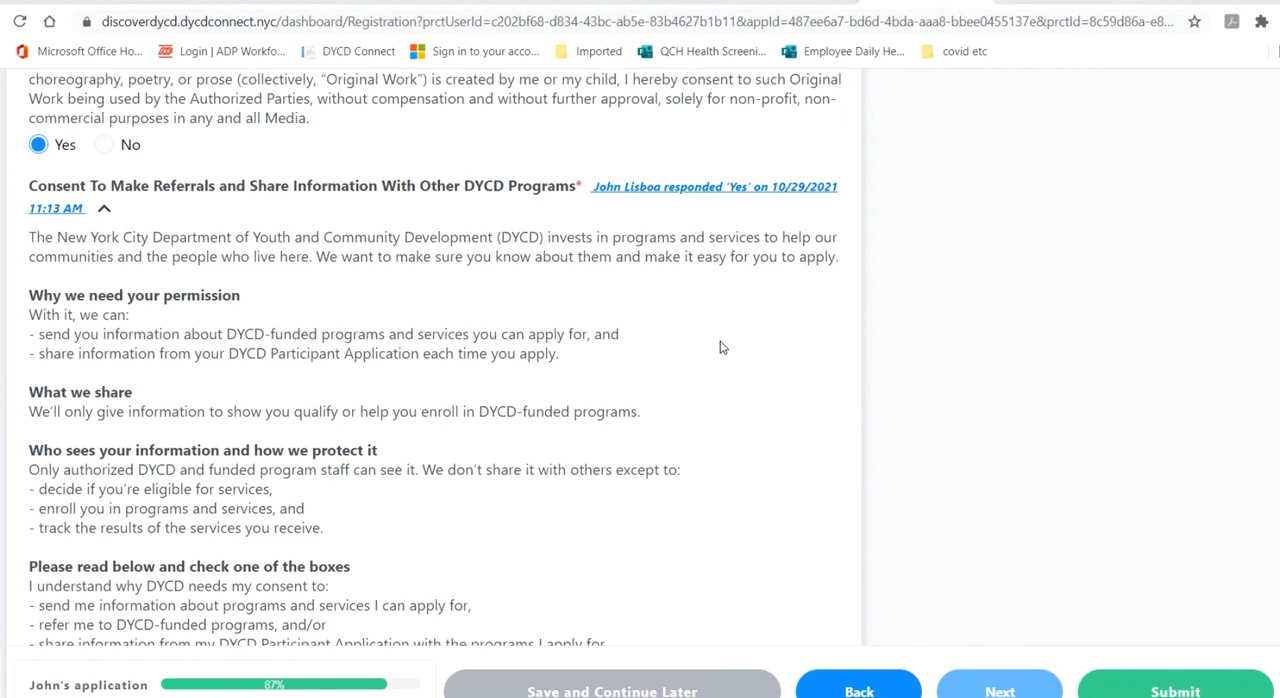 discoverdycd.dycdconnect.nyc/dashboard/Registration?prctUserId=c202bf68-d834-43bc-ab5e-83b4627b1b11&appId=487ee6a7-bd6d-4bda-aaa8-bbee0455137e&prctId=8c59d86a-e8...
Microsoft Office Ho... Login | ADP Workfo... DYCD Connect Sign in to your acco... Imported QCH Health Screeni... Employee Daily He... covid etc
choreography, poetry, or prose (collectively, “Original Work”) is created by me or my child, I hereby consent to such Original
Work being used by the Authorized Parties, without compensation and without further approval, solely for non-profit, non-
commercial purposes in any and all Media.
Yes No
Consent To Make Referrals and Share Information With Other DYCD Programs* John Lisboa responded 'Yes' on 10/29/2021
11:13 AM
The New York City Department of Youth and Community Development (DYCD) invests in programs and services to help our
communities and the people who live here. We want to make sure you know about them and make it easy for you to apply.
Why we need your permission
With it, we can:
- send you information about DYCD-funded programs and services you can apply for, and
- share information from your DYCD Participant Application each time you apply.
What we share
We’ll only give information to show you qualify or help you enroll in DYCD-funded programs.
Who sees your information and how we protect it
Only authorized DYCD and funded program staff can see it. We don’t share it with others except to:
- decide if you’re eligible for services,
- enroll you in programs and services, and
- track the results of the services you receive.
Please read below and check one of the boxes
I understand why DYCD needs my consent to:
- send me information about programs and services I can apply for,
- refer me to DYCD-funded programs, and/or
- share information from my DYCD Participant Application with the programs I apply for
John's application 87% Save and Continue Later Back Next Submit